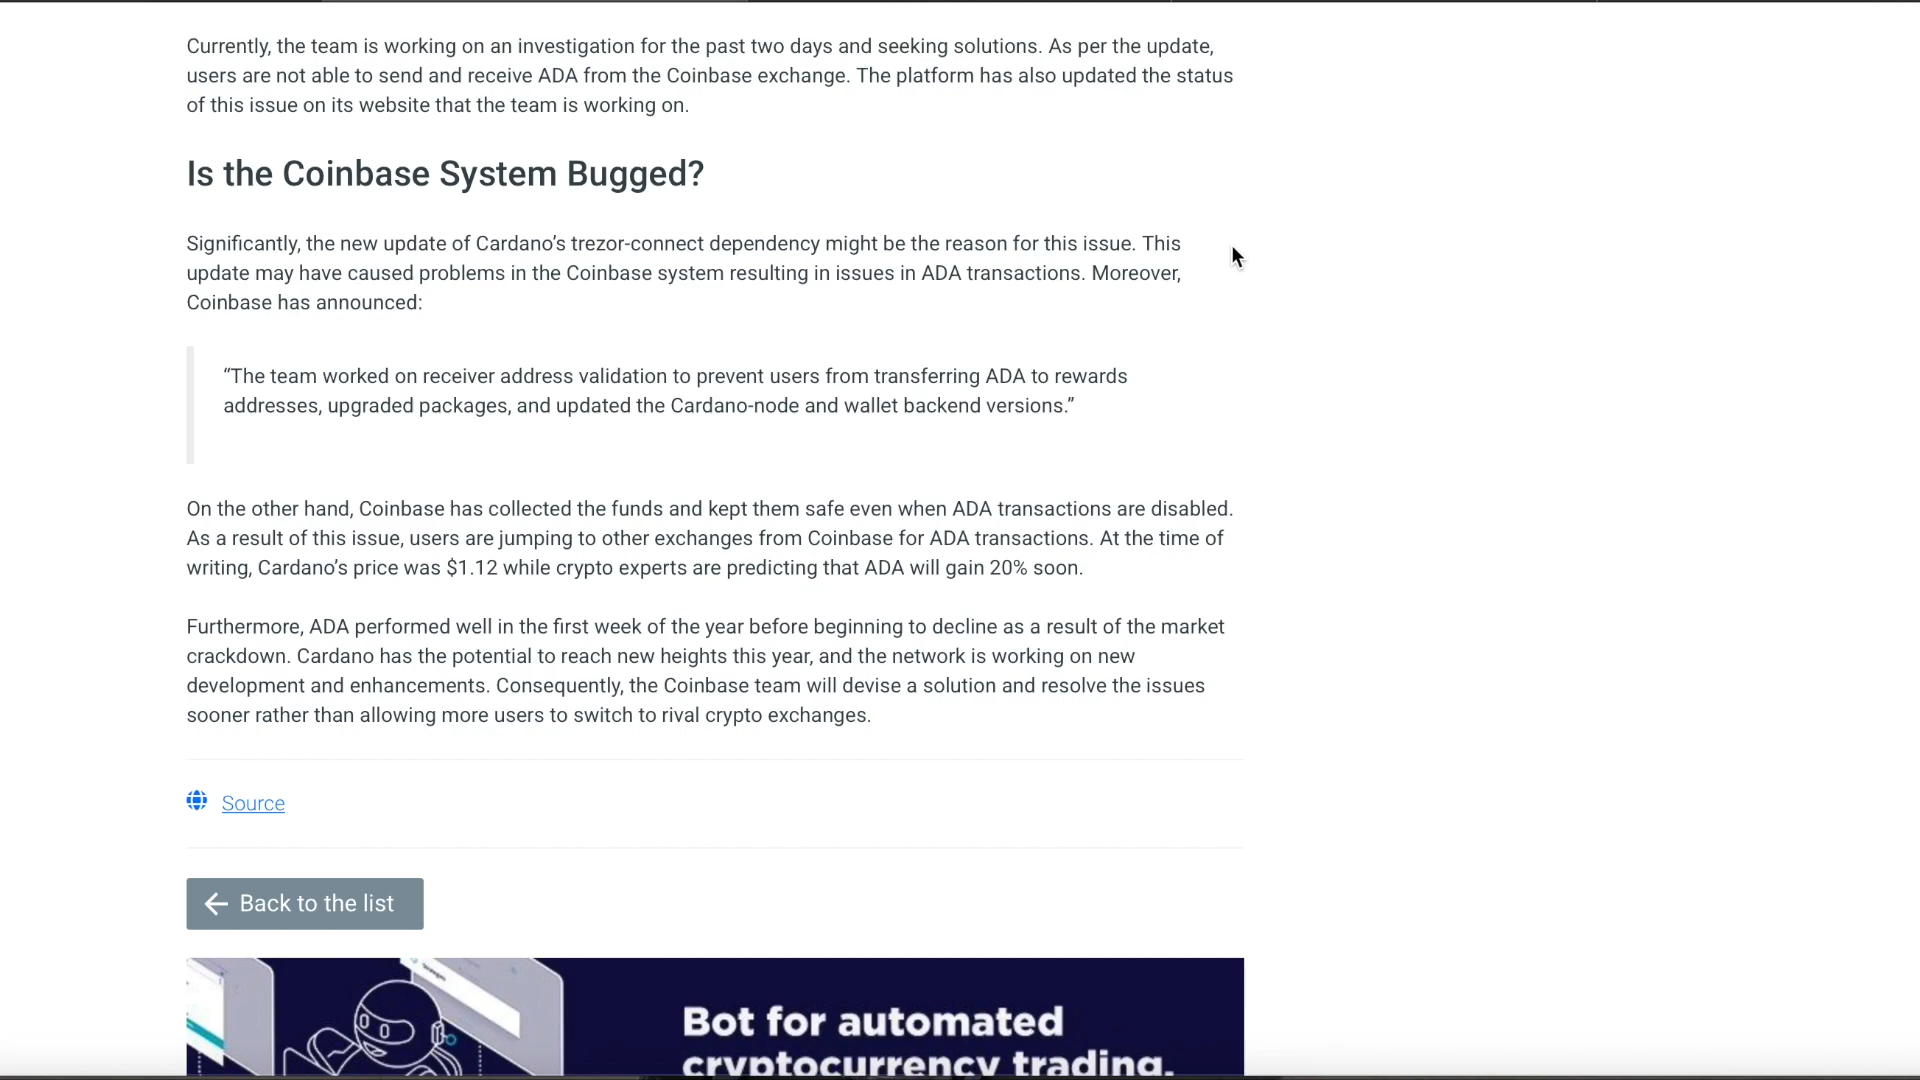 Currently, the team is working on an investigation for the past two days and seeking solutions. As per the update,
users are not able to send and receive ADA from the Coinbase exchange. The platform has also updated the status
of this issue on its website that the team is working on.
Is the Coinbase System Bugged?
Significantly, the new update of Cardano’s trezor-connect dependency might be the reason for this issue. This
update may have caused problems in the Coinbase system resulting in issues in ADA transactions. Moreover,
Coinbase has announced:
“The team worked on receiver address validation to prevent users from transferring ADA to rewards
addresses, upgraded packages, and updated the Cardano-node and wallet backend versions.”
On the other hand, Coinbase has collected the funds and kept them safe even when ADA transactions are disabled.
As a result of this issue, users are jumping to other exchanges from Coinbase for ADA transactions. At the time of
writing, Cardano’s price was $1.12 while crypto experts are predicting that ADA will gain 20% soon.
Furthermore, ADA performed well in the first week of the year before beginning to decline as a result of the market
crackdown. Cardano has the potential to reach new heights this year, and the network is working on new
development and enhancements. Consequently, the Coinbase team will devise a solution and resolve the issues
sooner rather than allowing more users to switch to rival crypto exchanges.
Source
Back to the list
Bot for automated
cryptocurrency trading.